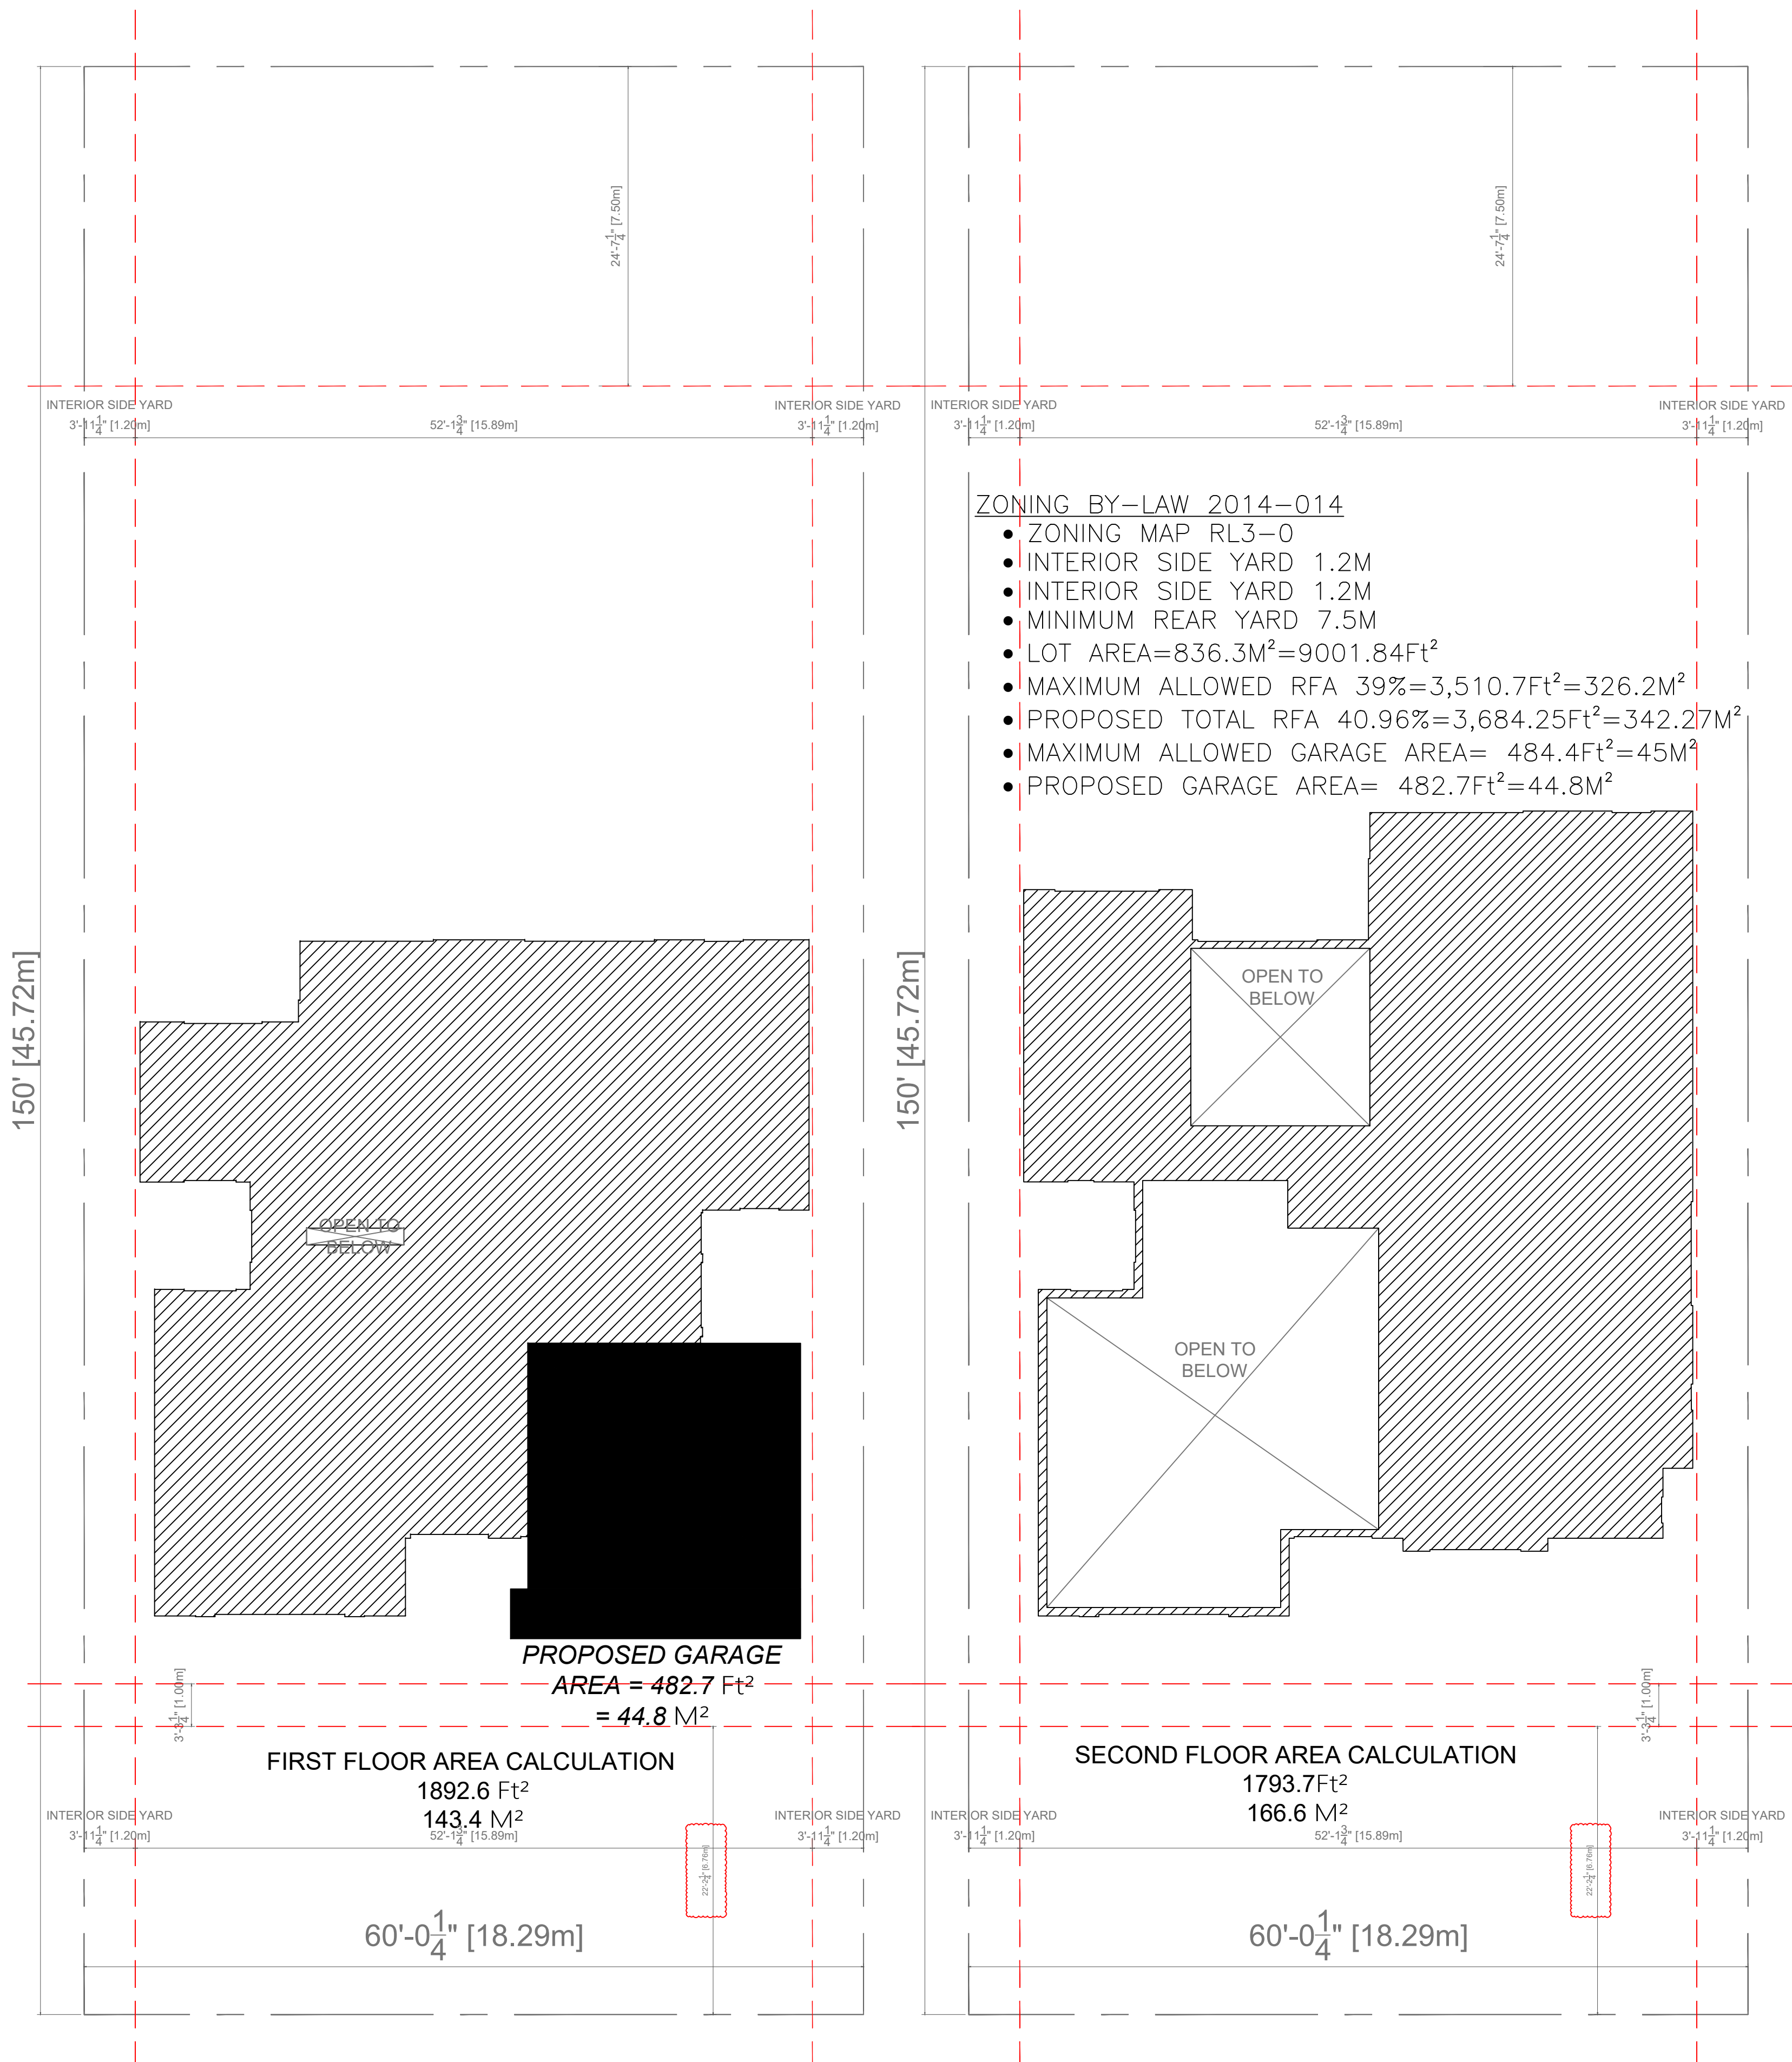 24'-7 1/4" [7.50m]
24'-7 1/4" [7.50m]
INTERIOR SIDE YARD
INTERIOR SIDE YARD
INTERIOR SIDE YARD
INTERIOR SIDE YARD
3'-11 1/4" [1.20m]
52'-1 3/4" [15.89m]
3'-11 1/4" [1.20m]
3'-11 1/4" [1.20m]
52'-1 3/4" [15.89m]
3'-11 1/4" [1.20m]
ZONING BY-LAW 2014-014
• ZONING MAP RL3-0
• INTERIOR SIDE YARD 1.2M
• INTERIOR SIDE YARD 1.2M
• MINIMUM REAR YARD 7.5M
• LOT AREA=836.3M²=9001.84Ft²
• MAXIMUM ALLOWED RFA 39%=3,510.7Ft²=326.2M²
• PROPOSED TOTAL RFA 40.96%=3,684.25Ft²=342.27M²
• MAXIMUM ALLOWED GARAGE AREA= 484.4Ft²=45M²
• PROPOSED GARAGE AREA= 482.7Ft²=44.8M²
150' [45.72m]
150' [45.72m]
OPEN TO
BELOW
OPEN TO
BELOW
OPEN TO
BELOW
PROPOSED GARAGE
AREA = 482.7 Ft²
= 44.8 M²
3'-3 1/4" [1.00m]
3'-3 1/4" [1.00m]
FIRST FLOOR AREA CALCULATION
1892.6 Ft²
143.4 M²
SECOND FLOOR AREA CALCULATION
1793.7Ft²
166.6 M²
INTERIOR SIDE YARD
INTERIOR SIDE YARD
INTERIOR SIDE YARD
INTERIOR SIDE YARD
3'-11 1/4" [1.20m]
52'-1 3/4" [15.89m]
3'-11 1/4" [1.20m]
3'-11 1/4" [1.20m]
52'-1 3/4" [15.89m]
3'-11 1/4" [1.20m]
22'-2 1/4" [6.76m]
22'-2 1/4" [6.76m]
60'-0 1/4" [18.29m]
60'-0 1/4" [18.29m]